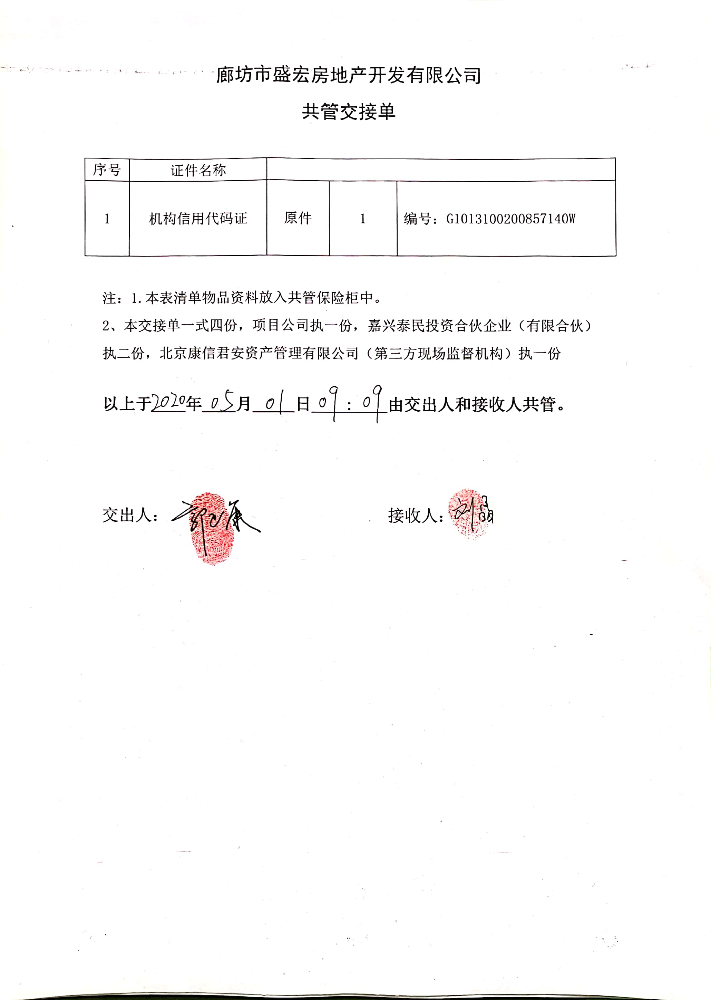 廊坊市盛宏房地产开发有限公司
共管交接单
序号 证件名称
1 机构信用代码证 原件 1 编号：G1013100200857140W
注：1.本表清单物品资料放入共管保险柜中。
2、本交接单一式四份，项目公司执一份，嘉兴泰民投资合伙企业（有限合伙）
执二份，北京康信君安资产管理有限公司（第三方现场监督机构）执一份
以上于2020年05月01日09:09由交出人和接收人共管。
交出人： 接收人：刘晶